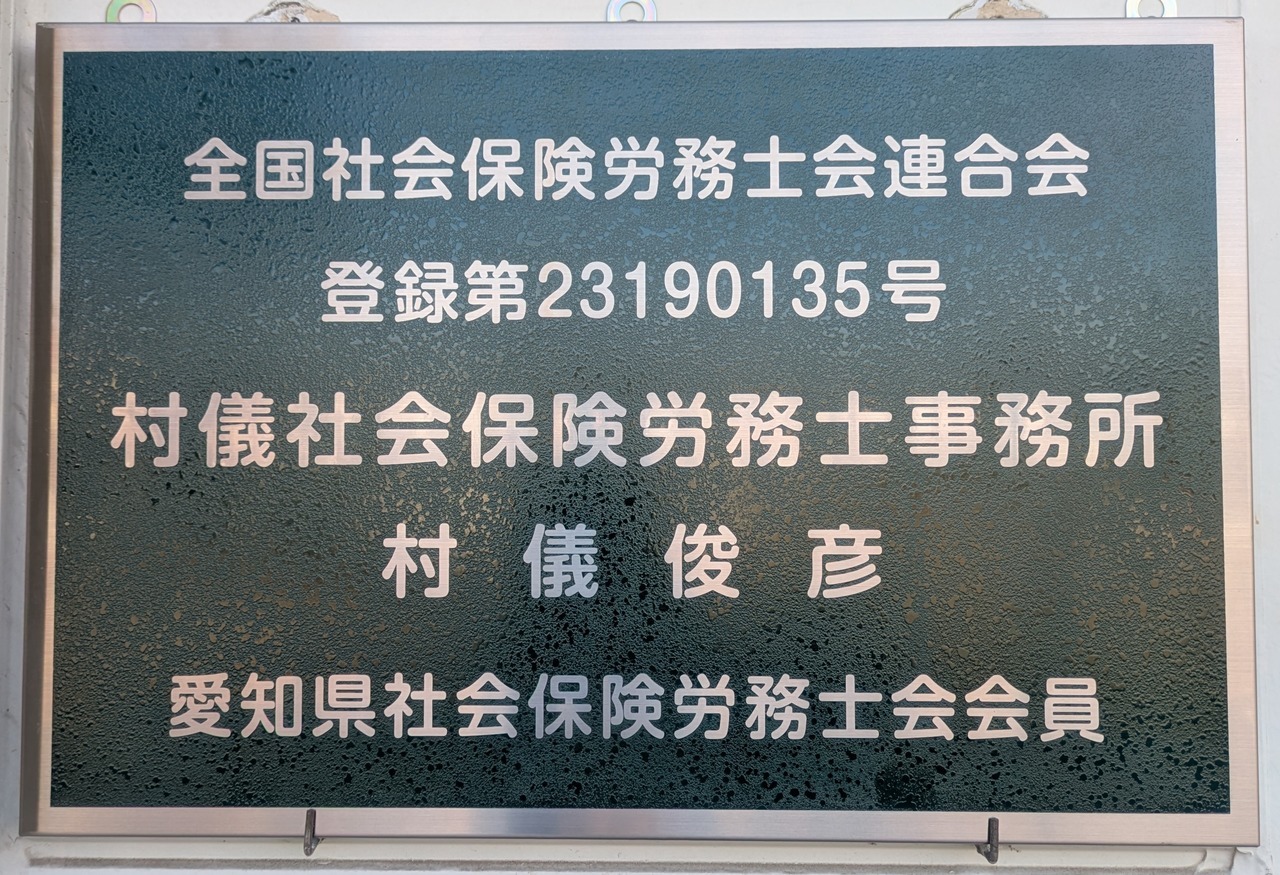 全国社会保険労務士会連合会
登録第23190135号
村儀社会保険労務士事務所
村儀俊彦
愛知県社会保険労務士会会員